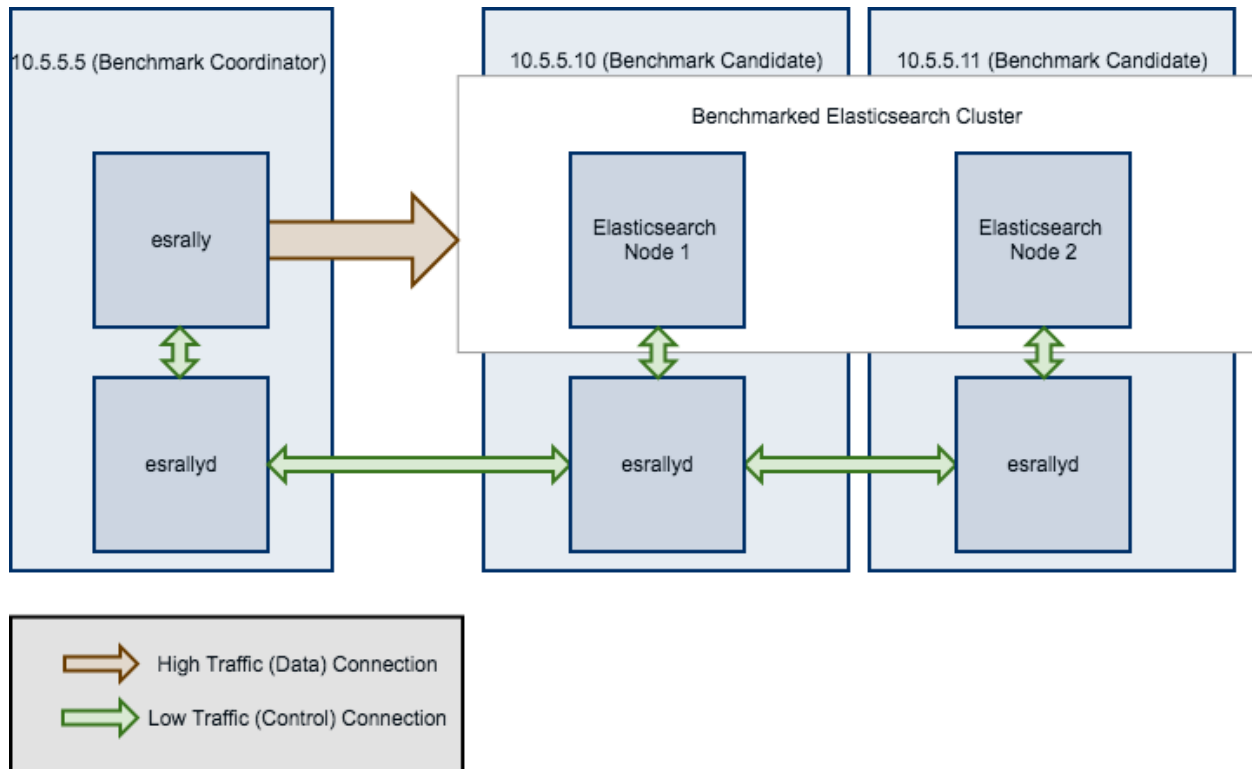 10.5.5.5 (Benchmark Coordinator)
10.5.5.10 (Benchmark Candidate)
10.5.5.11 (Benchmark Candidate)
Benchmarked Elasticsearch Cluster
esrally
Elasticsearch
Node 1
Elasticsearch
Node 2
esrallyd
esrallyd
esrallyd
High Traffic (Data) Connection
Low Traffic (Control) Connection